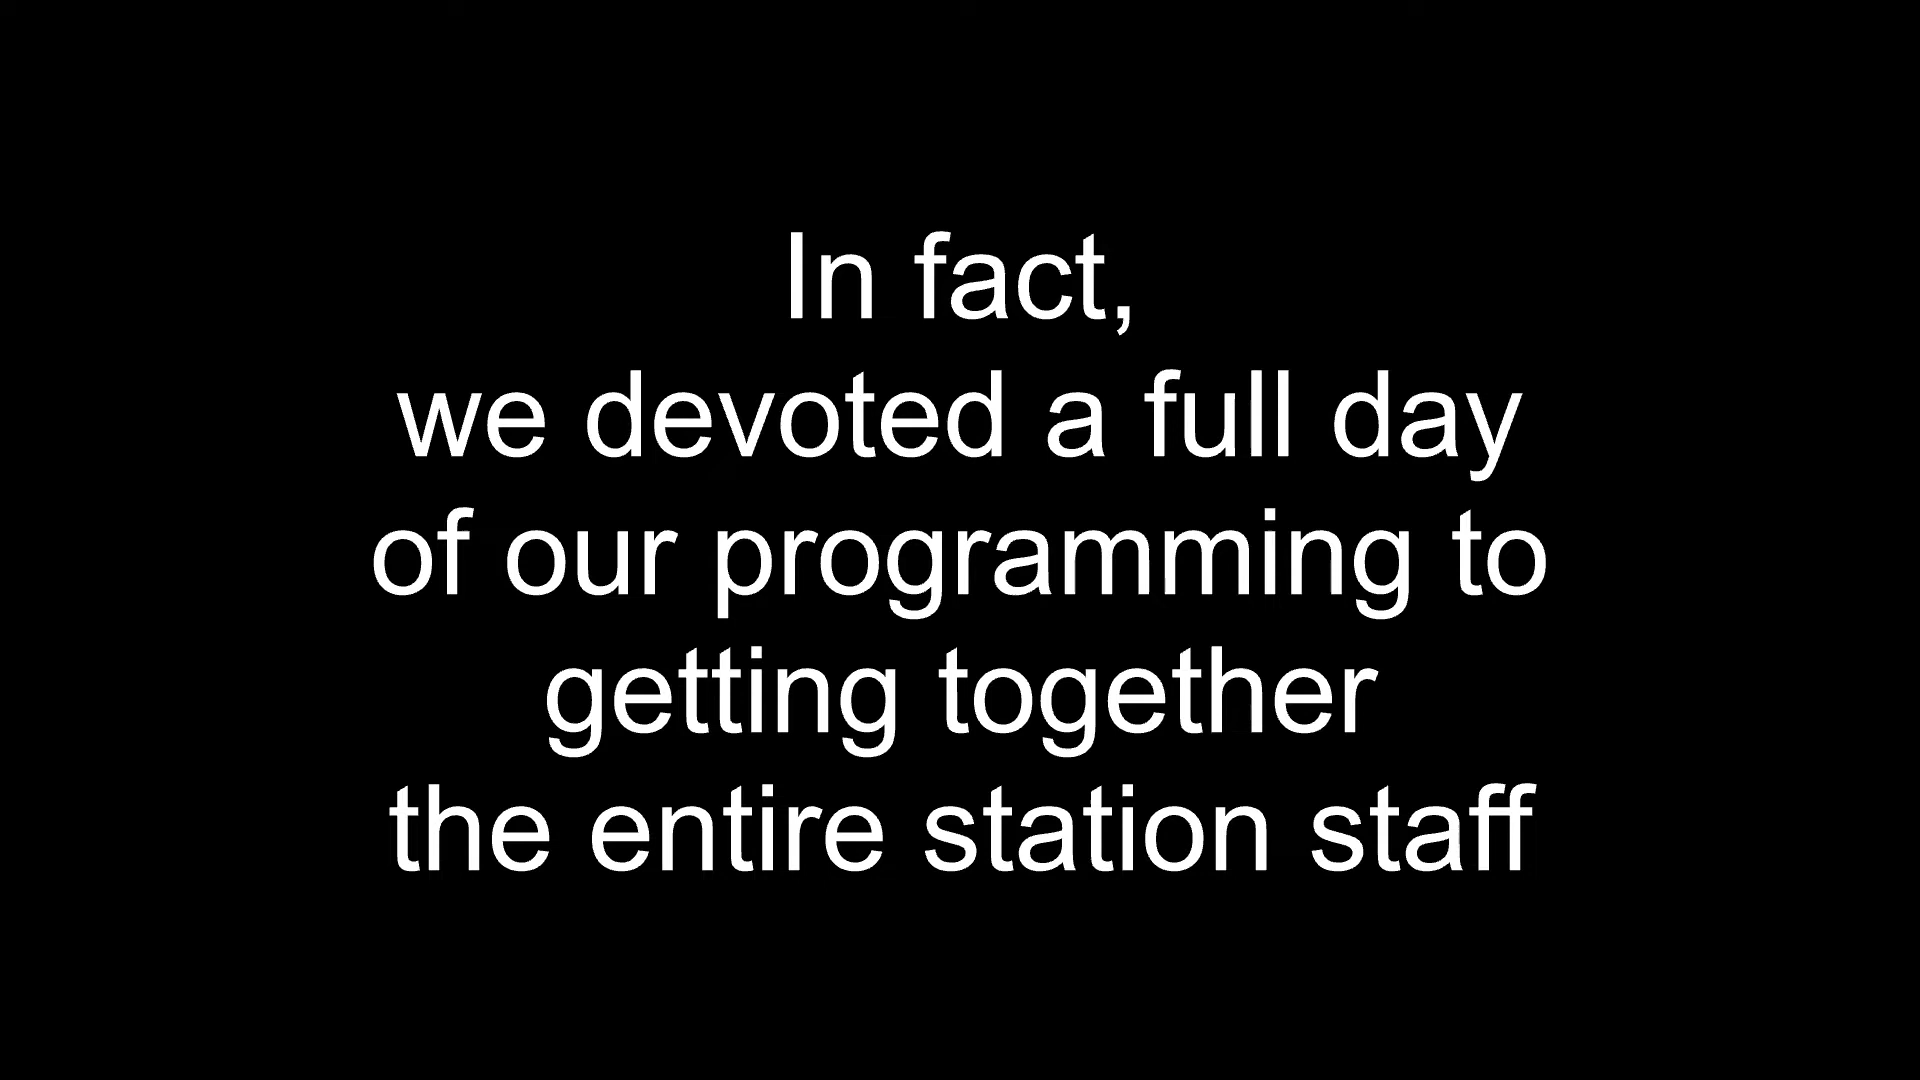 In fact,
we devoted a full day
of our programming to
getting together
the entire station staff